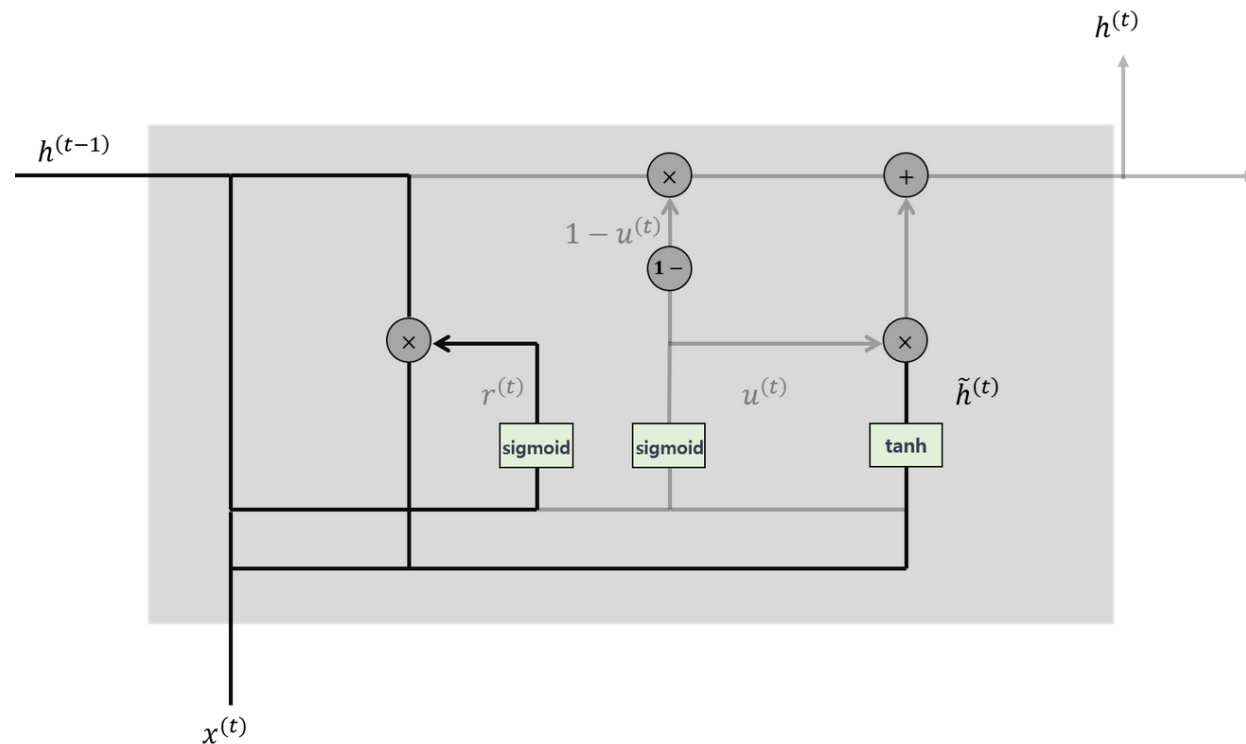 h^(t)
h^(t−1)
×
+
1 − u^(t)
1 −
×
×
r^(t)
u^(t)
h̃^(t)
sigmoid
sigmoid
tanh
x^(t)